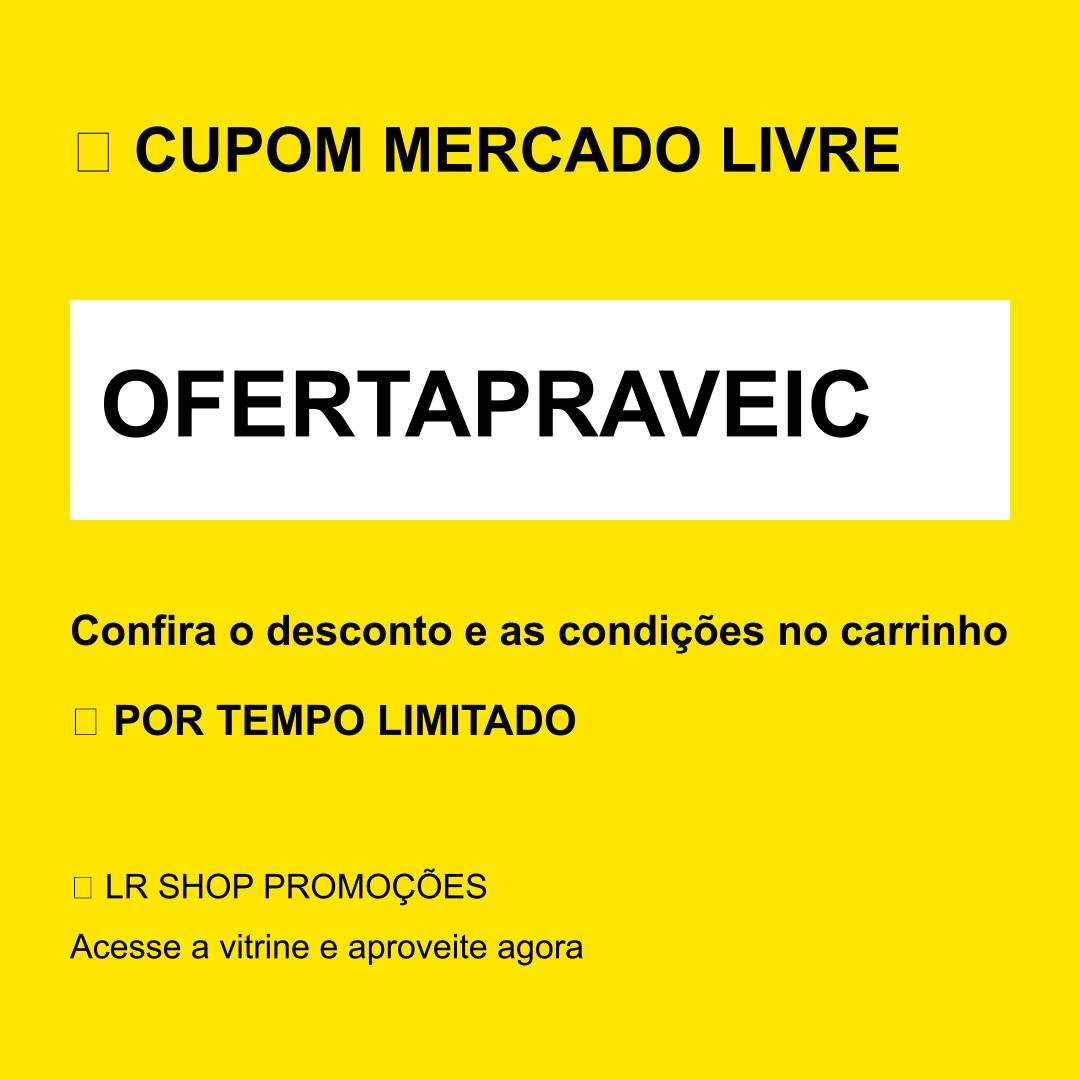 □ CUPOM MERCADO LIVRE
OFERTAPRAVEIC
Confira o desconto e as condições no carrinho
□ POR TEMPO LIMITADO
□ LR SHOP PROMOÇÕES
Acesse a vitrine e aproveite agora